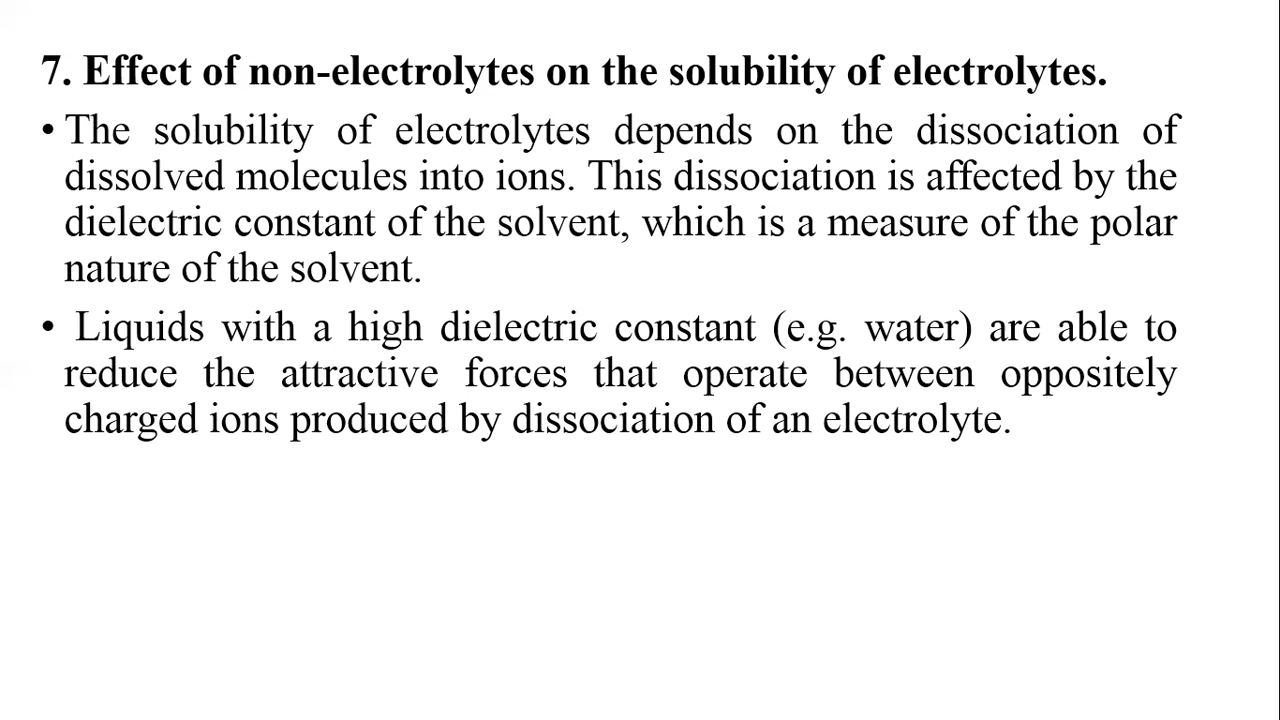 7. Effect of non-electrolytes on the solubility of electrolytes.
• The solubility of electrolytes depends on the dissociation of
dissolved molecules into ions. This dissociation is affected by the
dielectric constant of the solvent, which is a measure of the polar
nature of the solvent.
• Liquids with a high dielectric constant (e.g. water) are able to
reduce the attractive forces that operate between oppositely
charged ions produced by dissociation of an electrolyte.